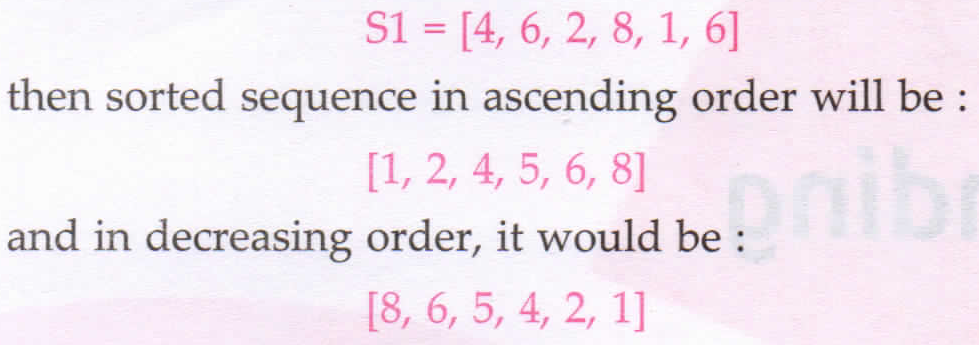 S1 = [4, 6, 2, 8, 1, 6]
then sorted sequence in ascending order will be :
[1, 2, 4, 5, 6, 8]
and in decreasing order, it would be :
[8, 6, 5, 4, 2, 1]